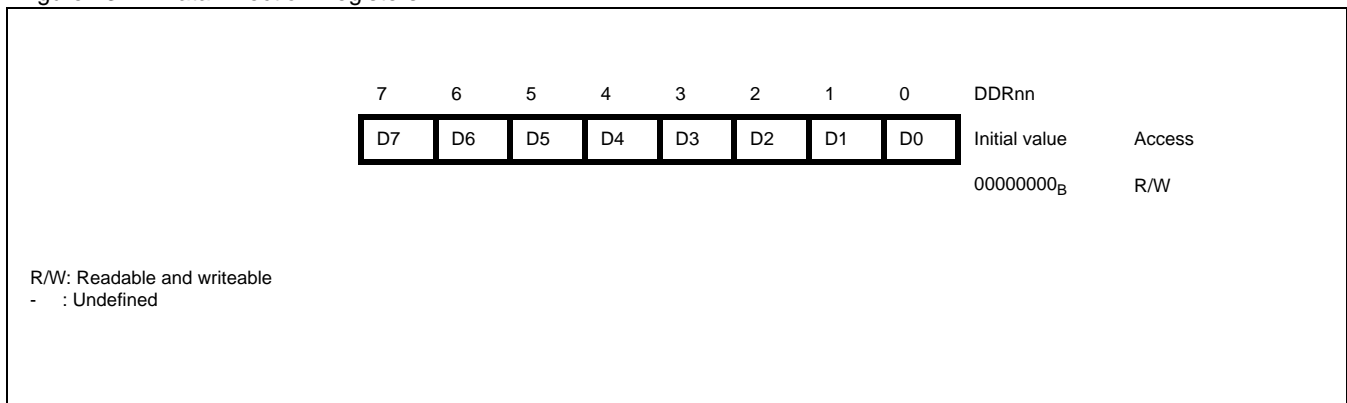 7 6 5 4 3 2 1 0 DDRnn
D7 D6 D5 D4 D3 D2 D1 D0 Initial value Access
00000000B R/W
R/W: Readable and writeable
- : Undefined